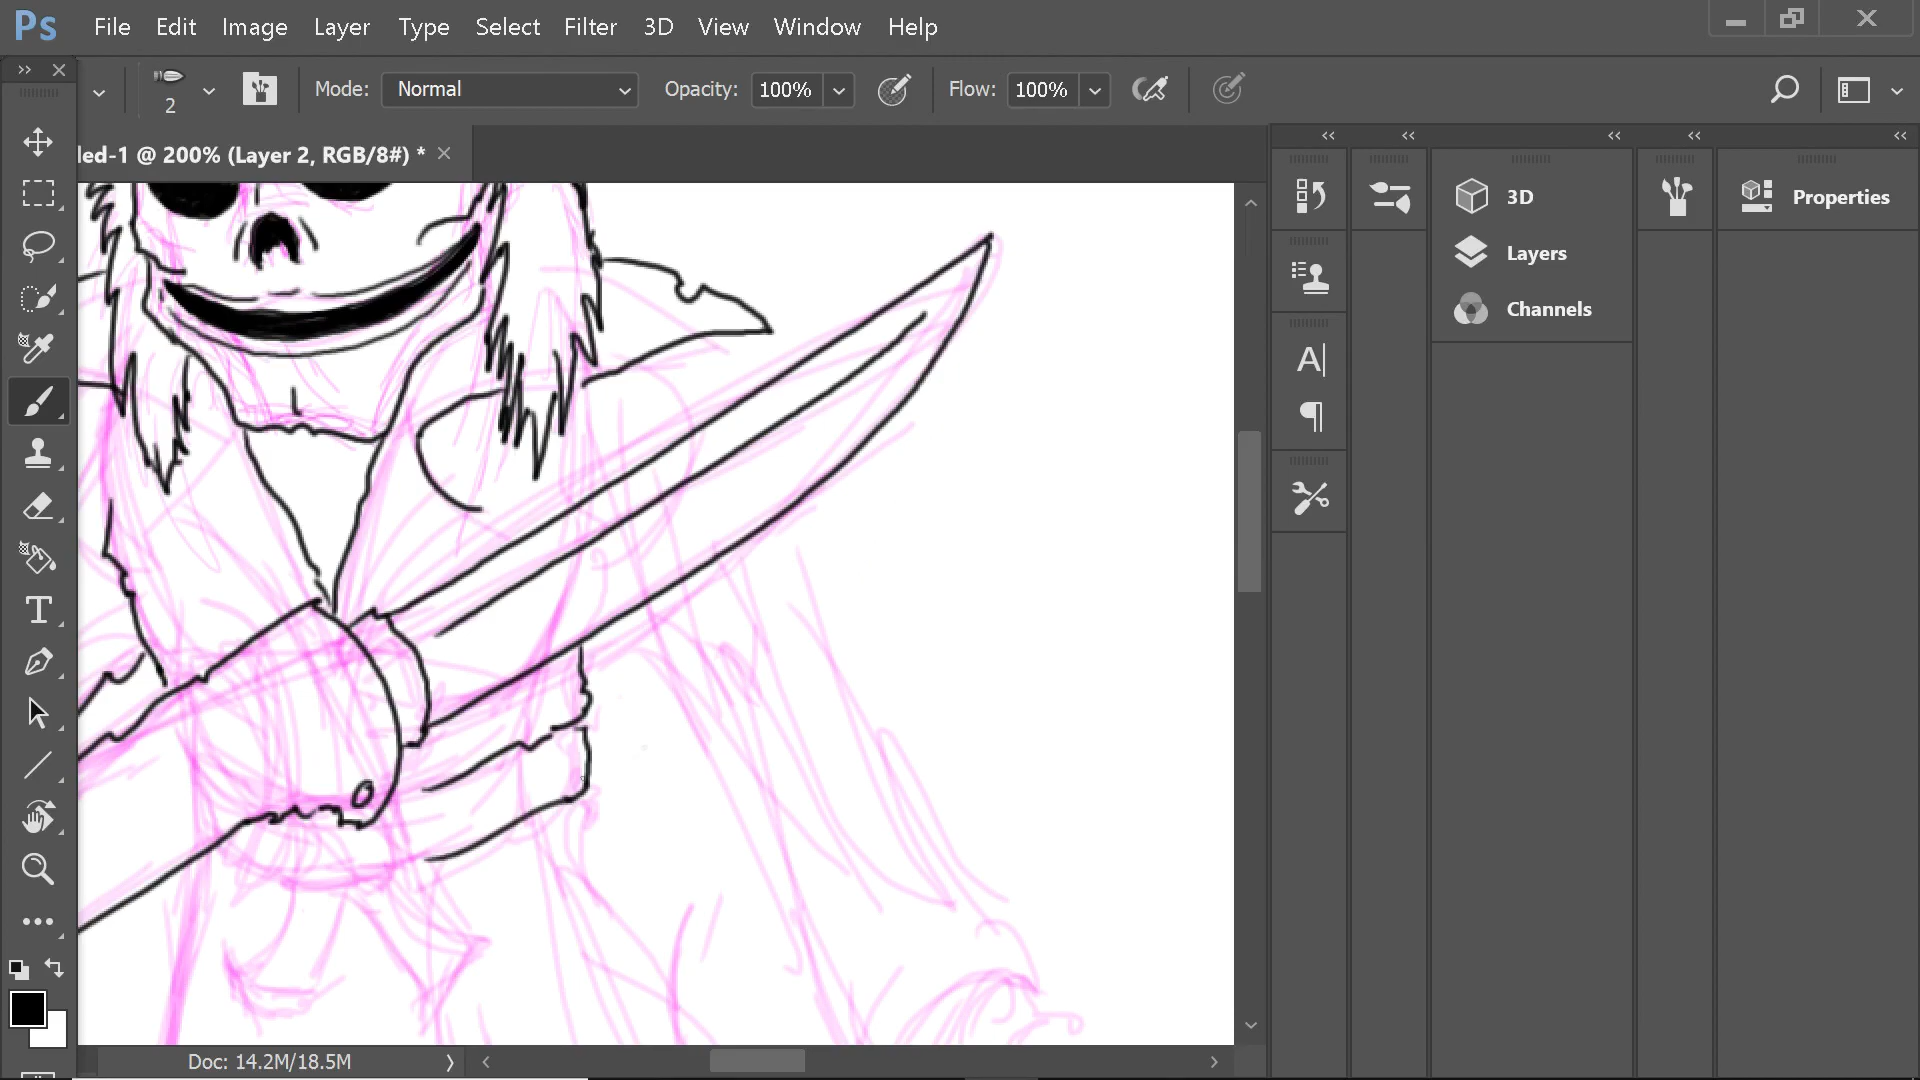 Ps File Edit Image Layer Type Select Filter 3D View Window Help
2 Mode: Normal Opacity: 100% Flow: 100%
led-1 @ 200% (Layer 2, RGB/8#) *
3D
Properties
Layers
Channels
Doc: 14.2M/18.5M